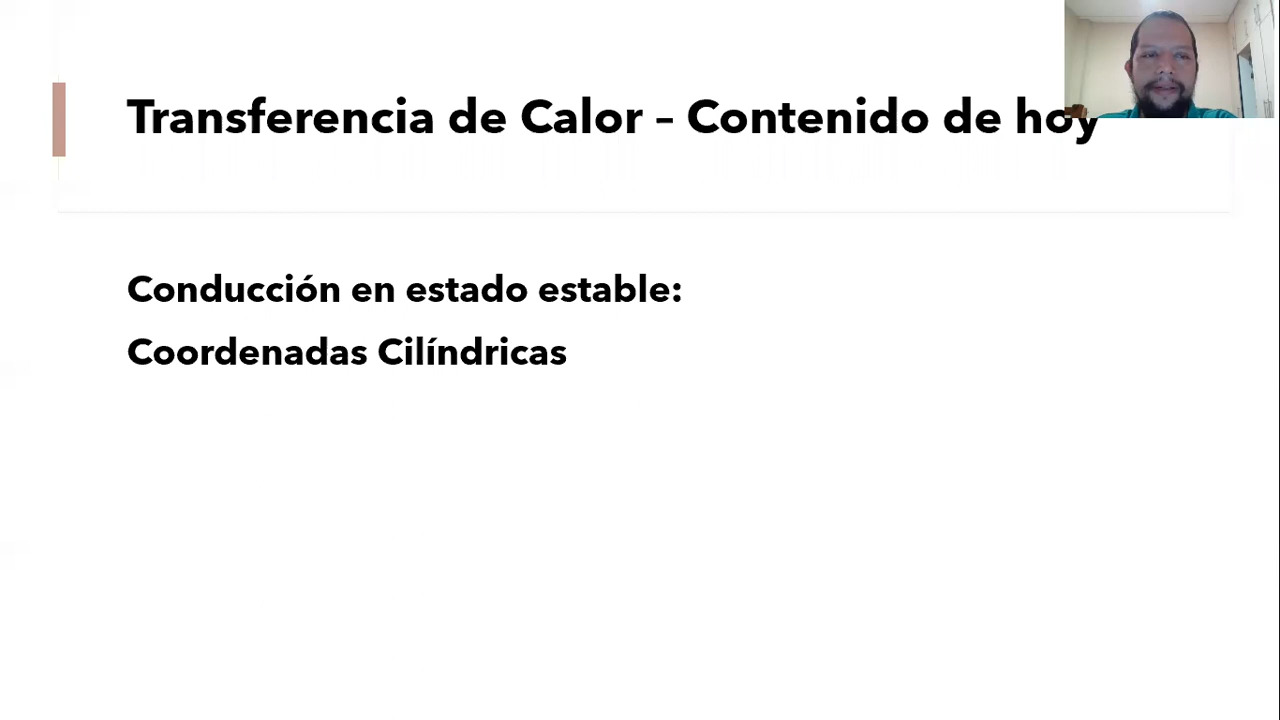 Transferencia de Calor – Contenido de hoy
Conducción en estado estable:
Coordenadas Cilíndricas